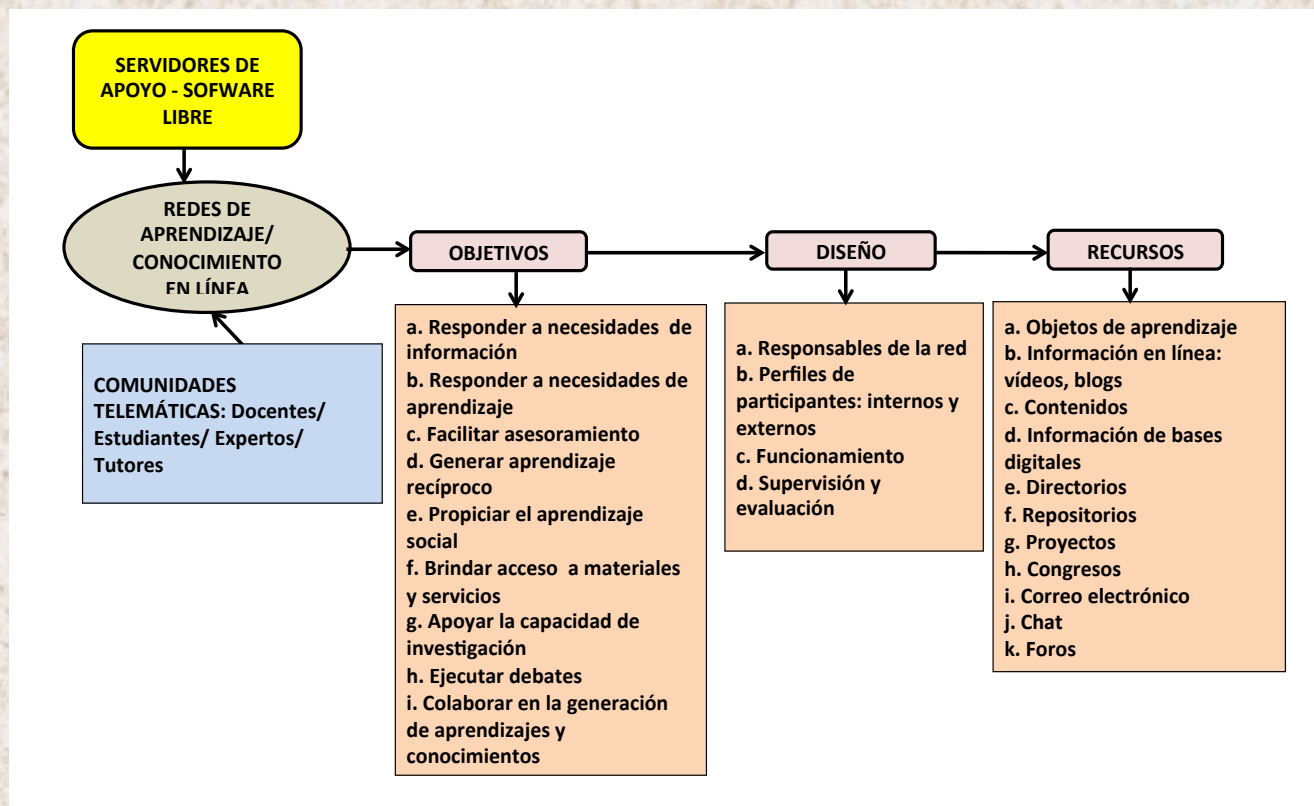 SERVIDORES DE
APOYO - SOFWARE
LIBRE
REDES DE
APRENDIZAJE/
CONOCIMIENTO
EN LÍNEA
COMUNIDADES
TELEMÁTICAS: Docentes/
Estudiantes/ Expertos/
Tutores
OBJETIVOS
a. Responder a necesidades de
información
b. Responder a necesidades de
aprendizaje
c. Facilitar asesoramiento
d. Generar aprendizaje
recíproco
e. Propiciar el aprendizaje
social
f. Brindar acceso a materiales
y servicios
g. Apoyar la capacidad de
investigación
h. Ejecutar debates
i. Colaborar en la generación
de aprendizajes y
conocimientos
DISEÑO
a. Responsables de la red
b. Perfiles de
participantes: internos y
externos
c. Funcionamiento
d. Supervisión y
evaluación
RECURSOS
a. Objetos de aprendizaje
b. Información en línea:
vídeos, blogs
c. Contenidos
d. Información de bases
digitales
e. Directorios
f. Repositorios
g. Proyectos
h. Congresos
i. Correo electrónico
j. Chat
k. Foros